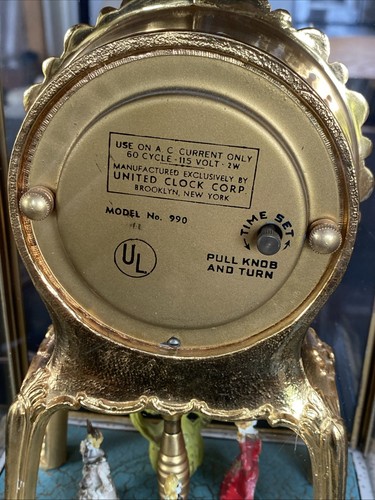 USE ON A. C. CURRENT ONLY
60 CYCLE - 115 VOLT - 2W
MANUFACTURED EXCLUSIVELY BY
UNITED CLOCK CORP
BROOKLYN, NEW YORK
MODEL No. 990
UL
TIME SET
PULL KNOB
AND TURN